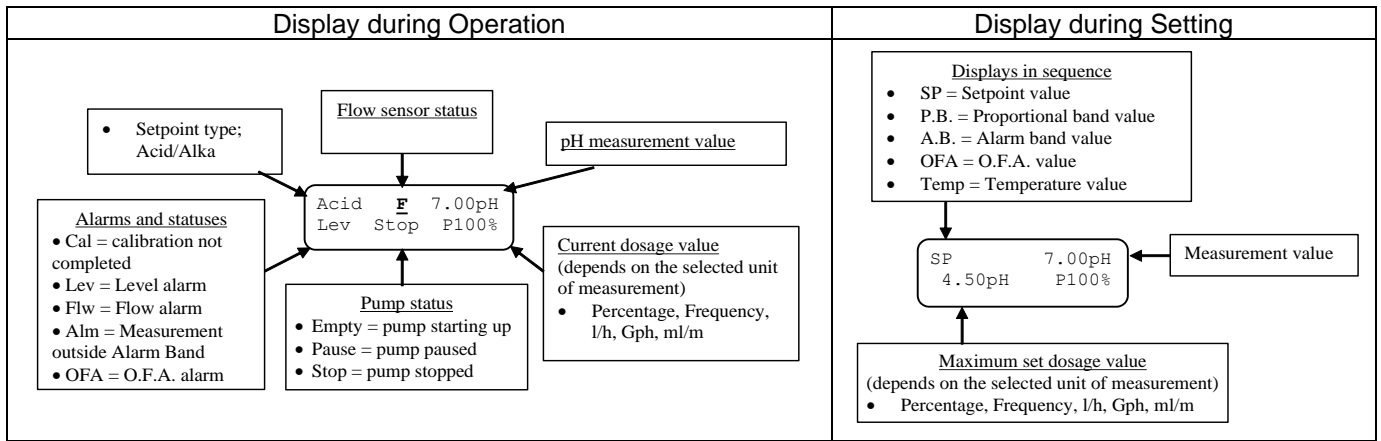 Display during Operation
Flow sensor status
• Setpoint type;
Acid/Alka
pH measurement value
Acid F 7.00pH
Lev Stop P100%
Alarms and statuses
• Cal = calibration not
completed
• Lev = Level alarm
• Flw = Flow alarm
• Alm = Measurement
outside Alarm Band
• OFA = O.F.A. alarm
Pump status
• Empty = pump starting up
• Pause = pump paused
• Stop = pump stopped
Current dosage value
(depends on the selected unit
of measurement)
• Percentage, Frequency,
l/h, Gph, ml/m
Display during Setting
Displays in sequence
• SP = Setpoint value
• P.B. = Proportional band value
• A.B. = Alarm band value
• OFA = O.F.A. value
• Temp = Temperature value
SP 7.00pH
4.50pH P100%
Measurement value
Maximum set dosage value
(depends on the selected unit of measurement)
• Percentage, Frequency, l/h, Gph, ml/m